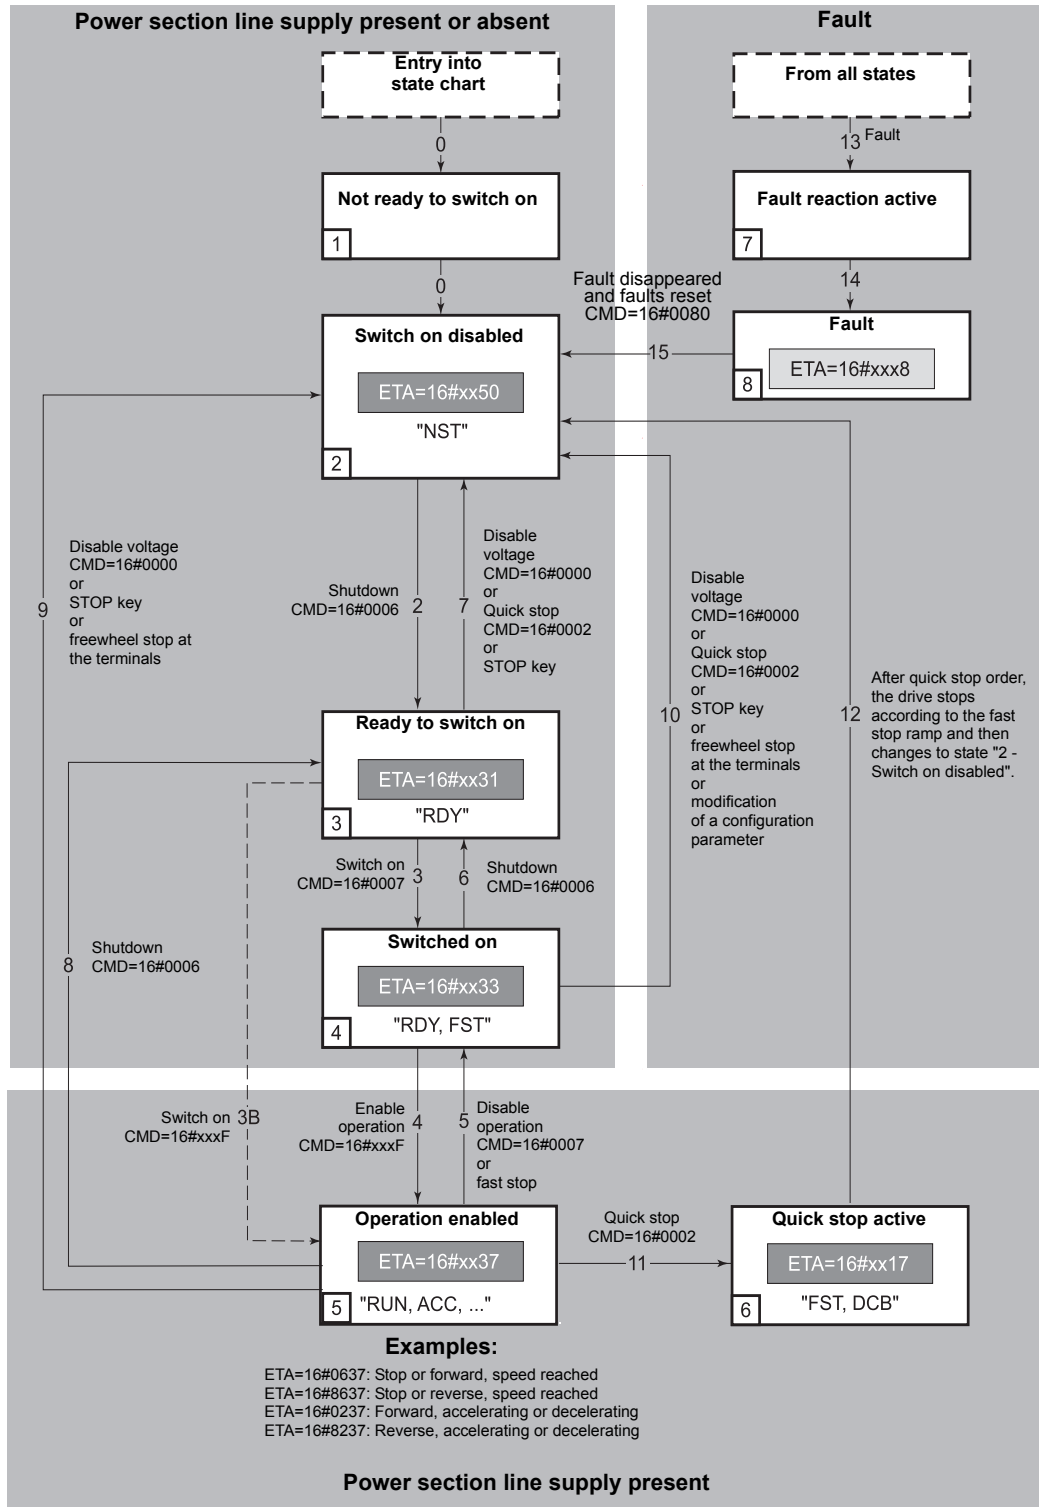 Power section line supply present or absent
Fault
Entry into
state chart
From all states
0
13
Fault
Not ready to switch on
1
Fault reaction active
7
0
14
Fault disappeared
and faults reset
CMD=16#0080
15
Switch on disabled
ETA=16#xx50
"NST"
2
Fault
ETA=16#xxx8
8
Disable voltage
CMD=16#0000
or
STOP key
or
freewheel stop at
the terminals
9
Shutdown
CMD=16#0006
2
7
Disable
voltage
CMD=16#0000
or
Quick stop
CMD=16#0002
or
STOP key
10
Disable
voltage
CMD=16#0000
or
Quick stop
CMD=16#0002
or
STOP key
or
freewheel stop
at the terminals
or
modification
of a configuration
parameter
12
After quick stop order,
the drive stops
according to the fast
stop ramp and then
changes to state "2 -
Switch on disabled".
Ready to switch on
ETA=16#xx31
"RDY"
3
Switch on
CMD=16#0007
3
6
Shutdown
CMD=16#0006
8
Shutdown
CMD=16#0006
Switched on
ETA=16#xx33
"RDY, FST"
4
Switch on
CMD=16#xxxF
3B
Enable
operation
CMD=16#xxxF
4
5
Disable
operation
CMD=16#0007
or
fast stop
Operation enabled
ETA=16#xx37
"RUN, ACC, ..."
5
Quick stop
CMD=16#0002
11
Quick stop active
ETA=16#xx17
"FST, DCB"
6
Examples:
ETA=16#0637: Stop or forward, speed reached
ETA=16#8637: Stop or reverse, speed reached
ETA=16#0237: Forward, accelerating or decelerating
ETA=16#8237: Reverse, accelerating or decelerating
Power section line supply present